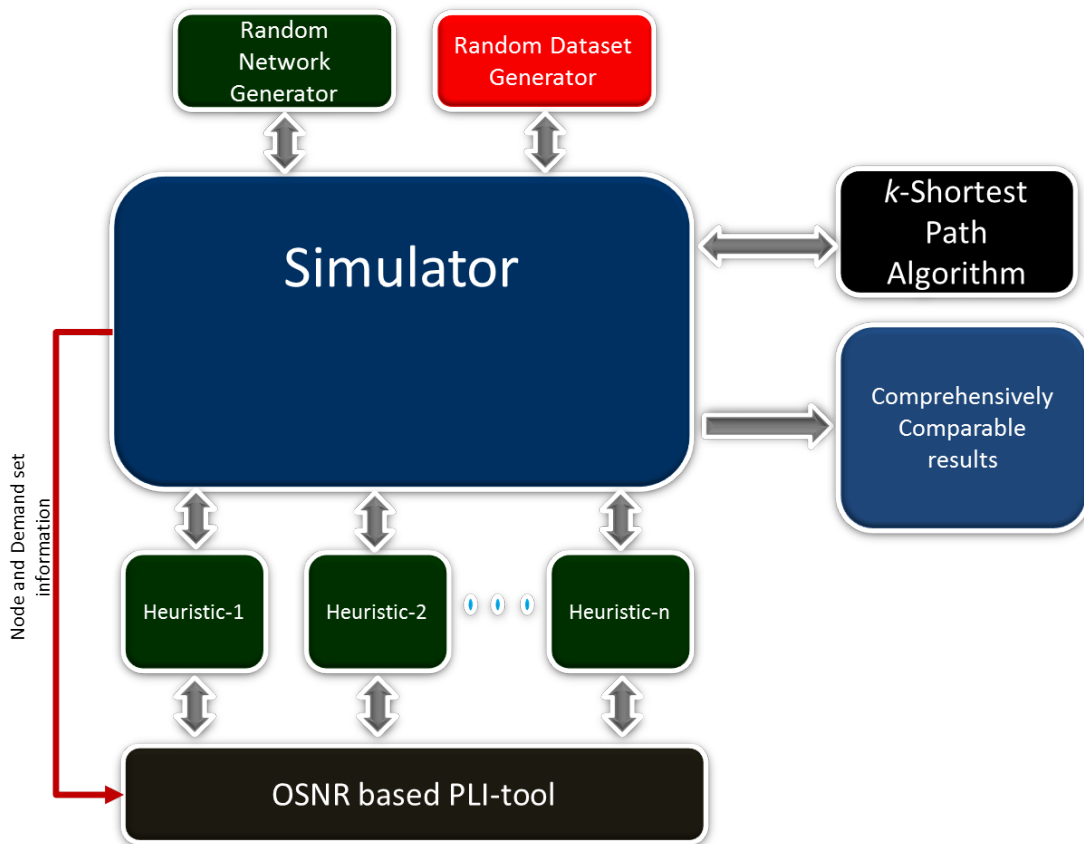 Random
Network
Generator
Random Dataset
Generator
Simulator
k-Shortest
Path
Algorithm
Comprehensively
Comparable
results
Node and Demand set
information
Heuristic-1
Heuristic-2
Heuristic-n
OSNR based PLI-tool